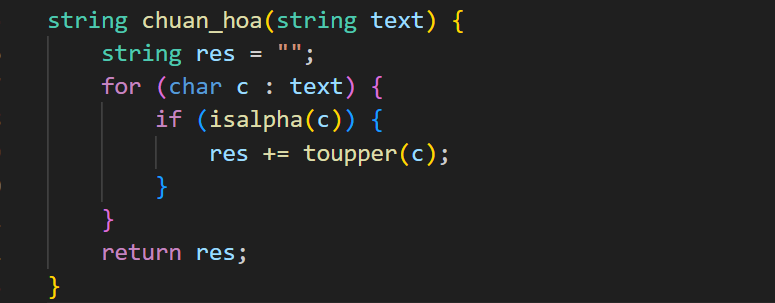 string chuan_hoa(string text) {
    string res = "";
    for (char c : text) {
        if (isalpha(c)) {
            res += toupper(c);
        }
    }
    return res;
}